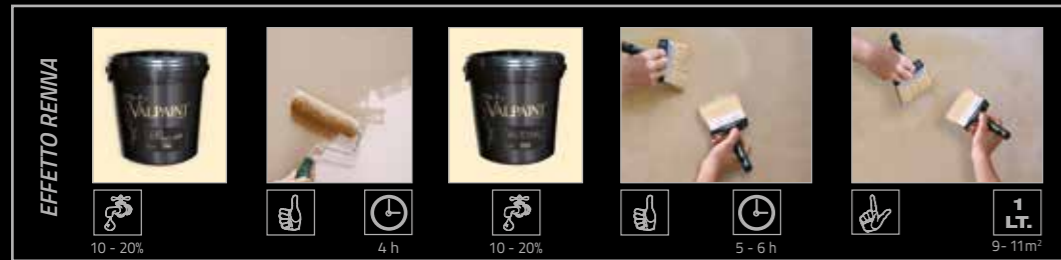 EFFETTO RENNA
VALPAINT
VALPAINT
10 - 20%
4 h
10 - 20%
5 - 6 h
1
LT.
9 - 11m²